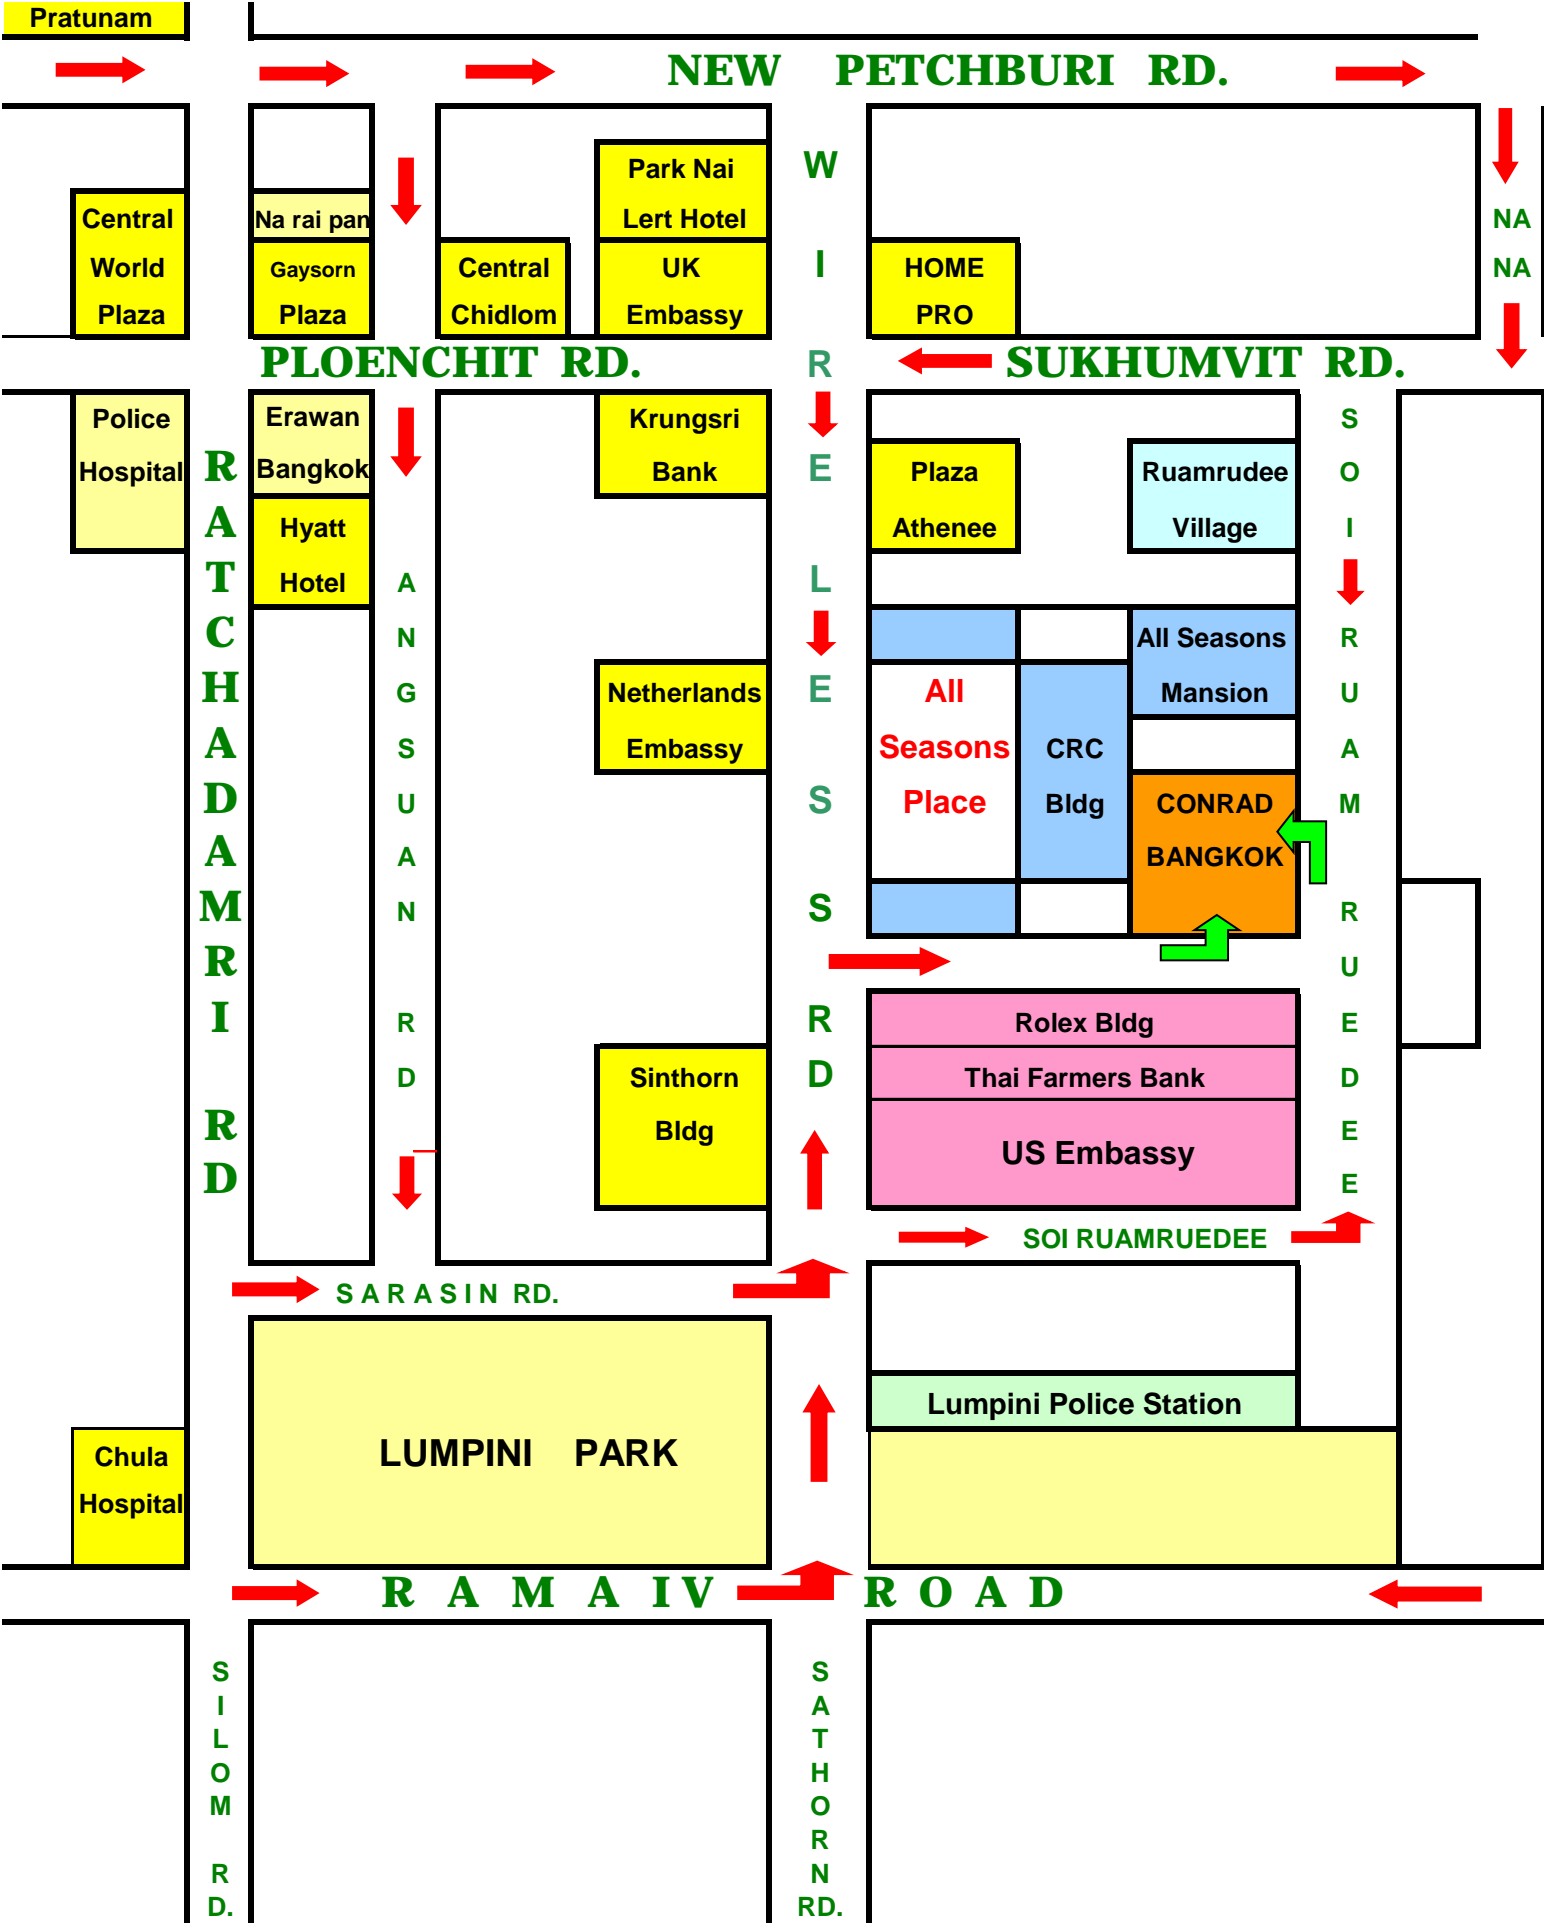 Pratunam
NEW PETCHBURI RD.
Central
World
Plaza
Na rai pan
Gaysorn
Plaza
Central
Chidlom
Park Nai
Lert Hotel
UK
Embassy
HOME
PRO
NA
NA
PLOENCHIT RD.
SUKHUMVIT RD.
WIRELESS RD
Police
Hospital
Erawan
Bangkok
Hyatt
Hotel
Krungsri
Bank
Plaza
Athenee
Ruamrudee
Village
RATCHADAMRI RD
ANGSUAN RD
SOI RUAM RUEDEE
Netherlands
Embassy
All
Seasons
Place
CRC
Bldg
All Seasons
Mansion
CONRAD
BANGKOK
Sinthorn
Bldg
Rolex Bldg
Thai Farmers Bank
US Embassy
SOI RUAMRUEDEE
SARASIN RD.
Lumpini Police Station
LUMPINI PARK
Chula
Hospital
RAMA IV ROAD
SILOM RD.
SATHORN RD.